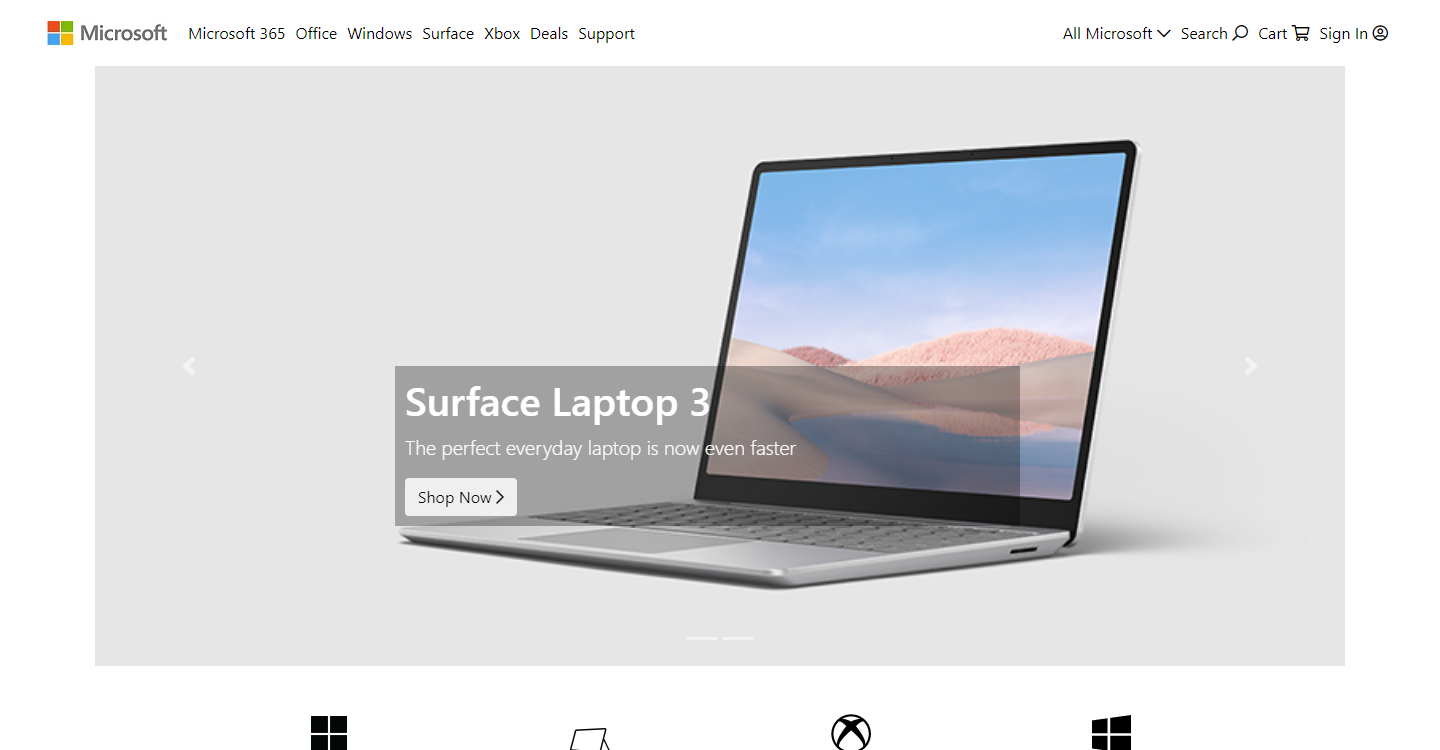 Microsoft
Microsoft 365 Office Windows Surface Xbox Deals Support
All Microsoft Search Cart Sign In
Surface Laptop 3
The perfect everyday laptop is now even faster
Shop Now